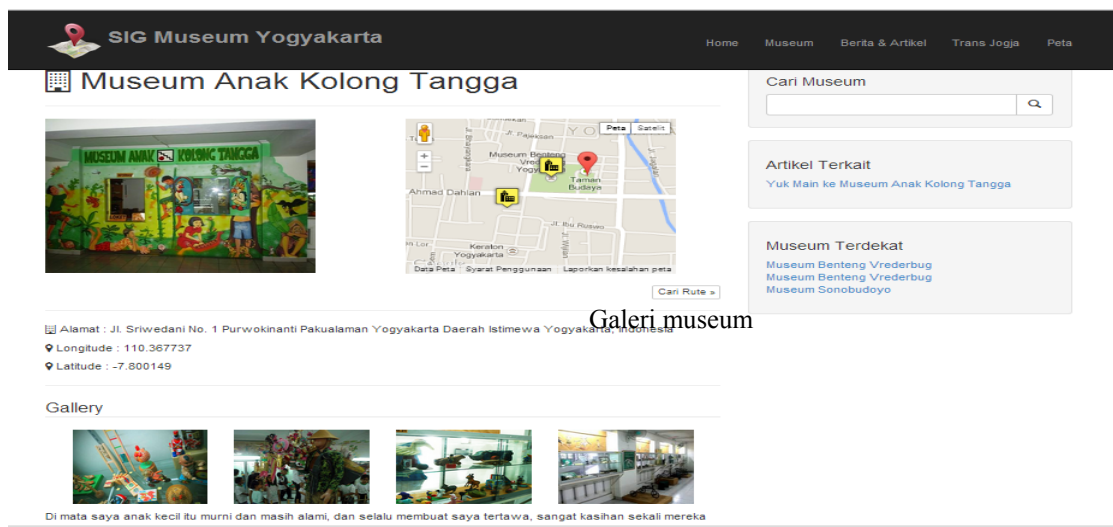 SIG Museum Yogyakarta
Home Museum Berita & Artikel Trans Jogja Peta
Museum Anak Kolong Tangga
MUSEUM ANAK KOLONG TANGGA
Peta Satelit
Jl. Pajeksan
Jl. Bhayangkara
Museum Benteng
Vred
Yogy
Taman
Budaya
Ahmad Dahlan
Jl. Ibu Ruswo
Keraton
Yogyakarta
Data Peta Syarat Penggunaan Laporkan kesalahan peta
Cari Rute »
Galeri museum
Alamat : Jl. Sriwedani No. 1 Purwokinanti Pakualaman Yogyakarta Daerah Istimewa Yogyakarta, Indonesia
Longitude : 110.367737
Latitude : -7.800149
Gallery
Di mata saya anak kecil itu murni dan masih alami, dan selalu membuat saya tertawa, sangat kasihan sekali mereka
Cari Museum
Artikel Terkait
Yuk Main ke Museum Anak Kolong Tangga
Museum Terdekat
Museum Benteng Vrederbug
Museum Benteng Vrederbug
Museum Sonobudoyo